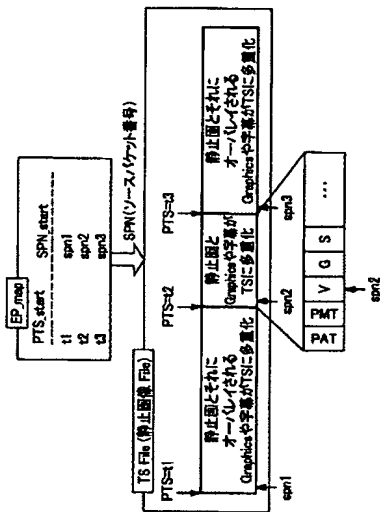 EP_map
PTS_start SPN_start
t1 spn1
t2 spn2
t3 spn3
SPN(ソースパケット番号)
TS File (静止画像 File)
PTS=t1
PTS=t2
PTS=t3
静止画とそれに
オーバレイされる
Graphicsや字幕がTSに多重化
静止画と
Graphicsや字幕が
TSに多重化
静止画とそれに
オーバレイされる
Graphicsや字幕がTSに多重化
spn1
spn2
spn3
PAT PMT V G S ...
spn2